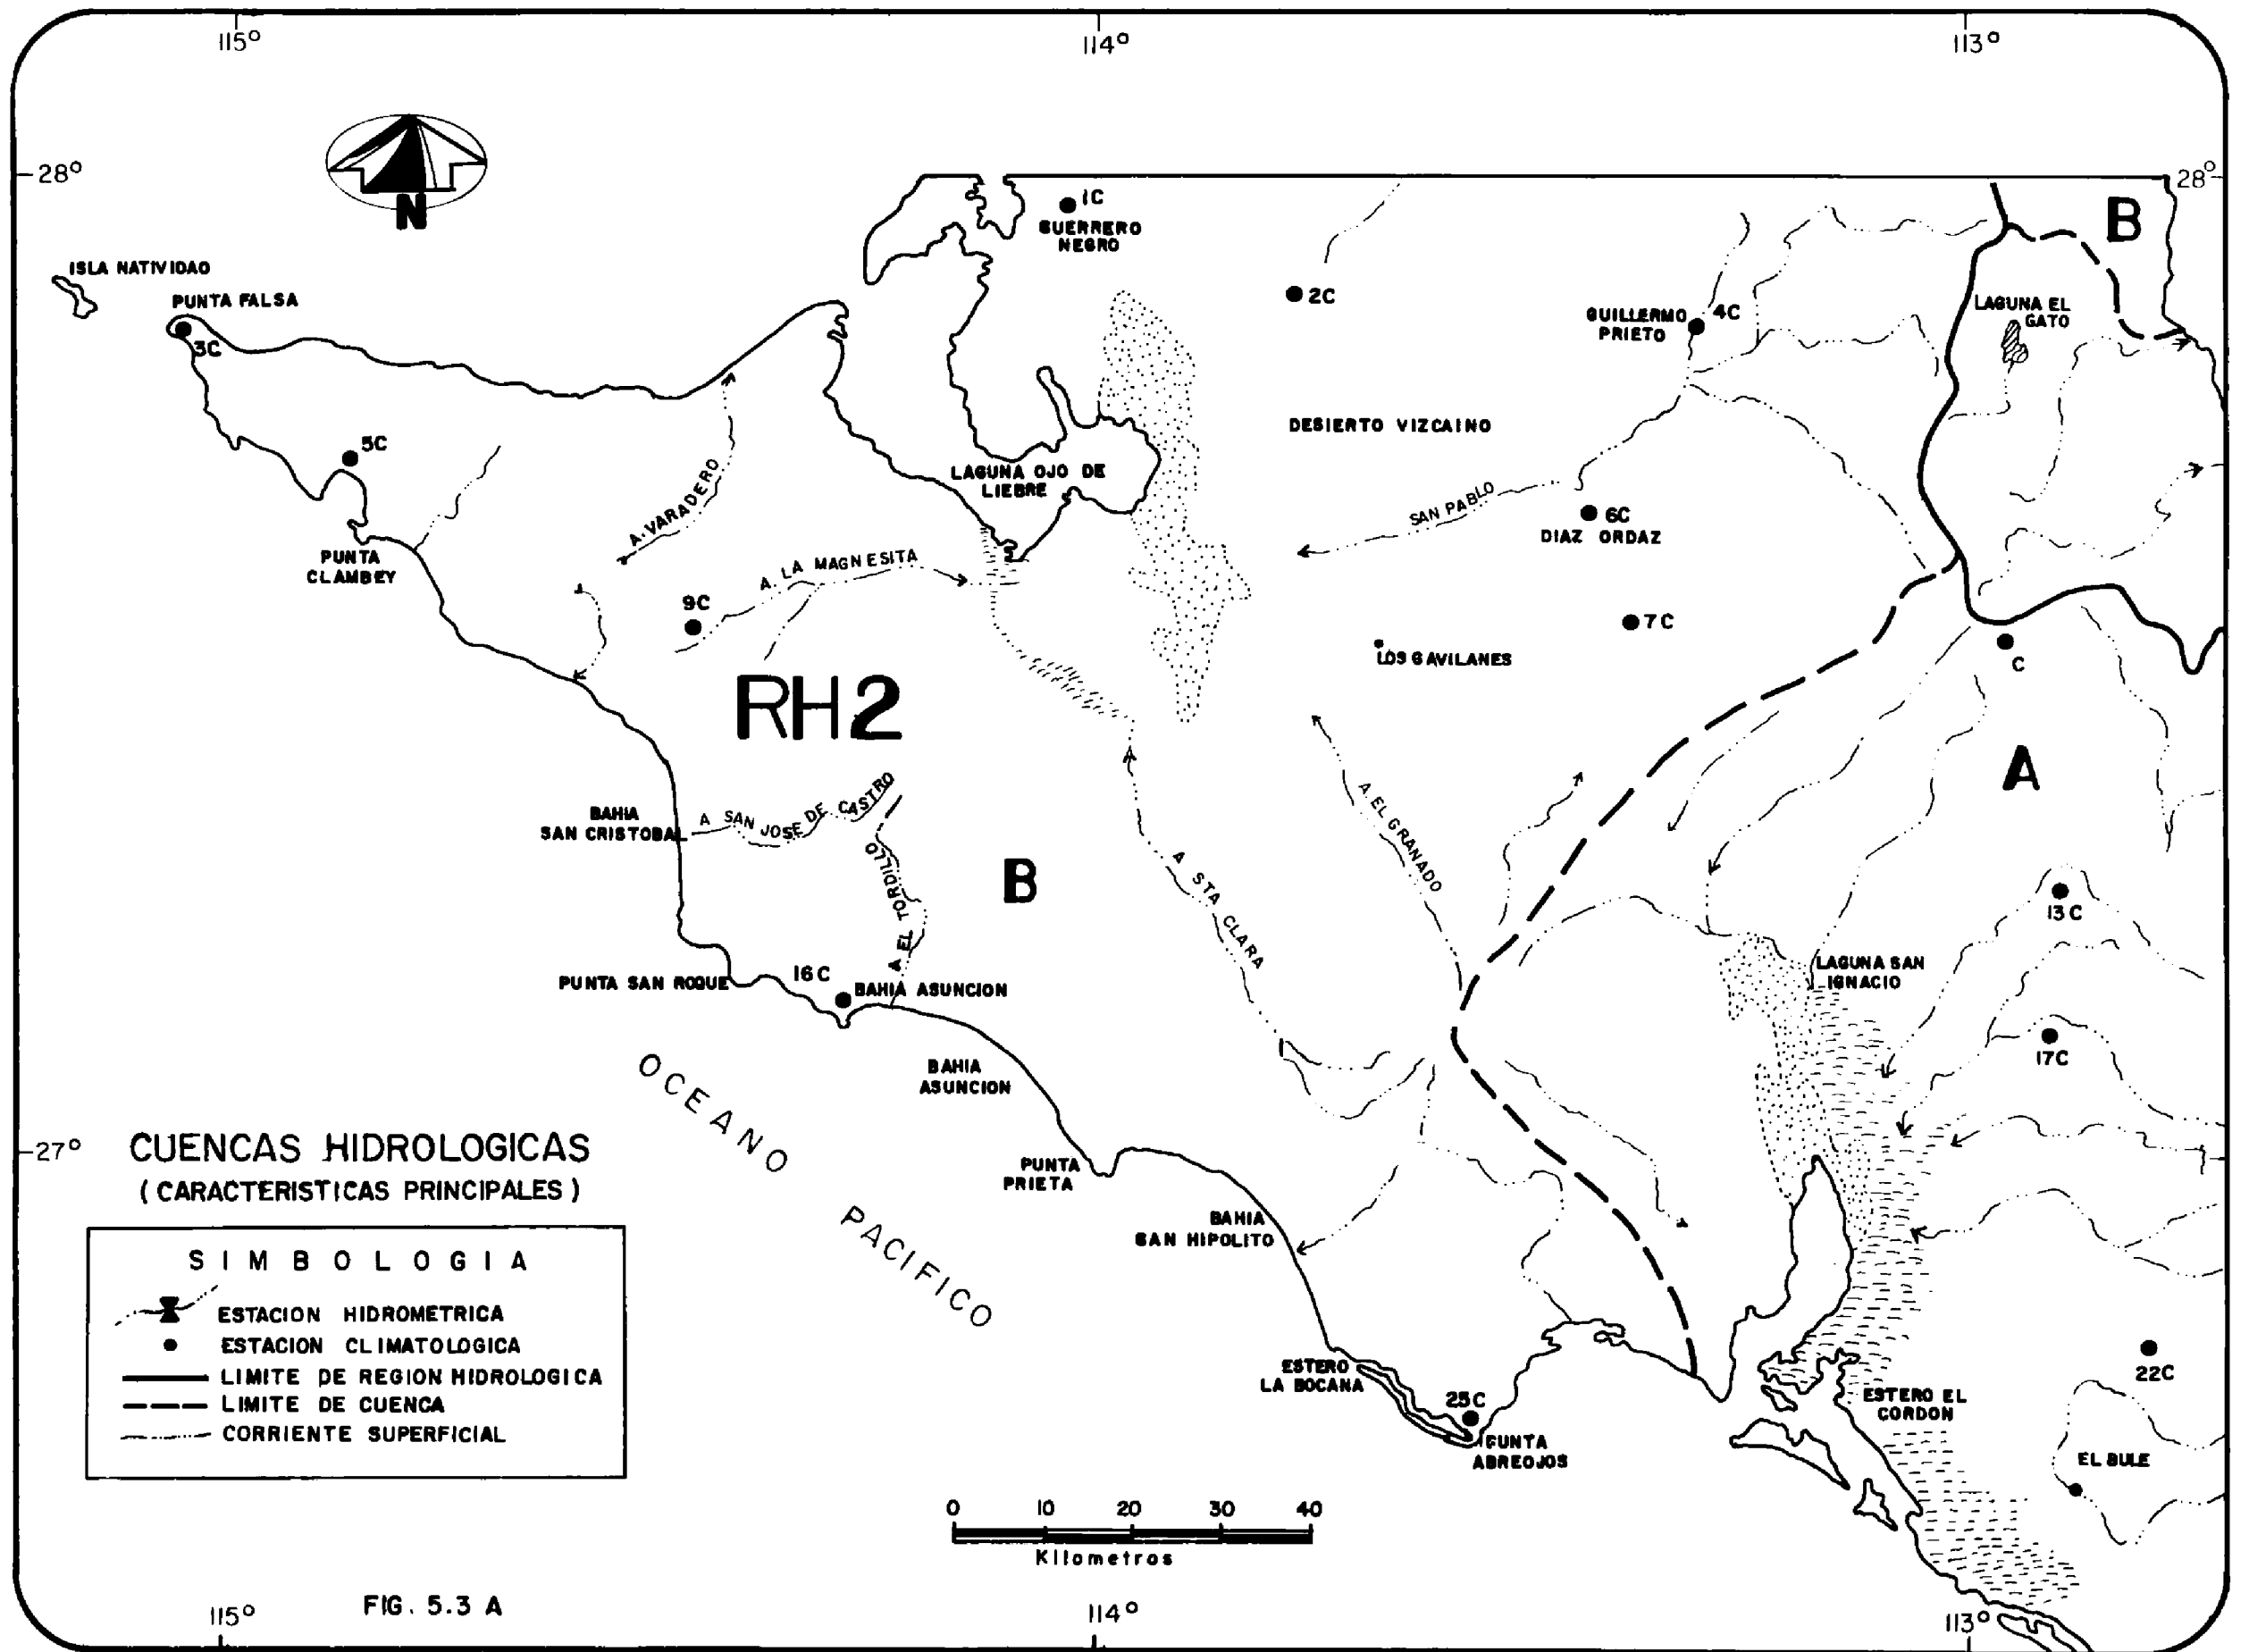 115°
114°
113°
28°
28°
N
1C
GUERRERO
NEGRO
B
ISLA NATIVIDAO
PUNTA FALSA
3C
2C
GUILLERMO
PRIETO
4C
LAGUNA EL
GATO
5C
DESIERTO VIZCAINO
LAGUNA OJO DE
LIEBRE
A. VARADERO
SAN PABLO
6C
DIAZ ORDAZ
PUNTA
CLAMBEY
A. LA MAGNESITA
9C
7C
LOS GAVILANES
C
RH2
A
BAHIA
SAN CRISTOBAL
A SAN JOSE DE CASTRO
A EL TORDILLO
B
A STA CLARA
A. EL GRANADO
13C
LAGUNA SAN
IGNACIO
PUNTA SAN ROQUE
16C
BAHIA ASUNCION
17C
BAHIA
ASUNCION
OCEANO
PACIFICO
27°
PUNTA
PRIETA
BAHIA
SAN HIPOLITO
CUENCAS HIDROLOGICAS
(CARACTERISTICAS PRINCIPALES)
SIMBOLOGIA
ESTACION HIDROMETRICA
ESTACION CLIMATOLOGICA
LIMITE DE REGION HIDROLOGICA
LIMITE DE CUENCA
CORRIENTE SUPERFICIAL
ESTERO
LA BOCANA
25C
PUNTA
ABREOJOS
22C
ESTERO EL
CORDON
EL BULE
0 10 20 30 40
Kilometros
FIG. 5.3 A
115°
114°
113°